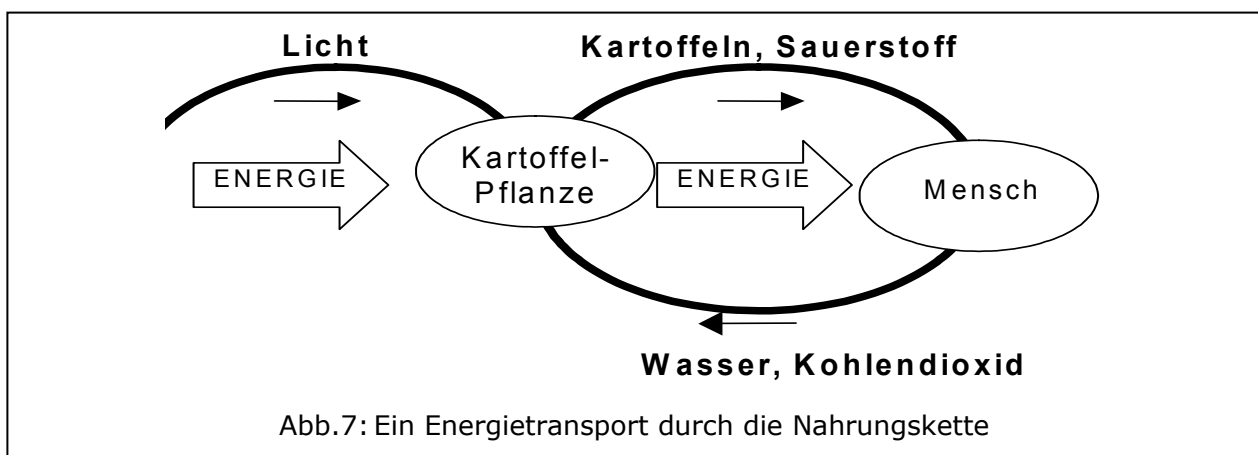 Licht
Kartoffeln, Sauerstoff
ENERGIE
Kartoffel-
Pflanze
ENERGIE
Mensch
Wasser, Kohlendioxid
Abb.7: Ein Energietransport durch die Nahrungskette